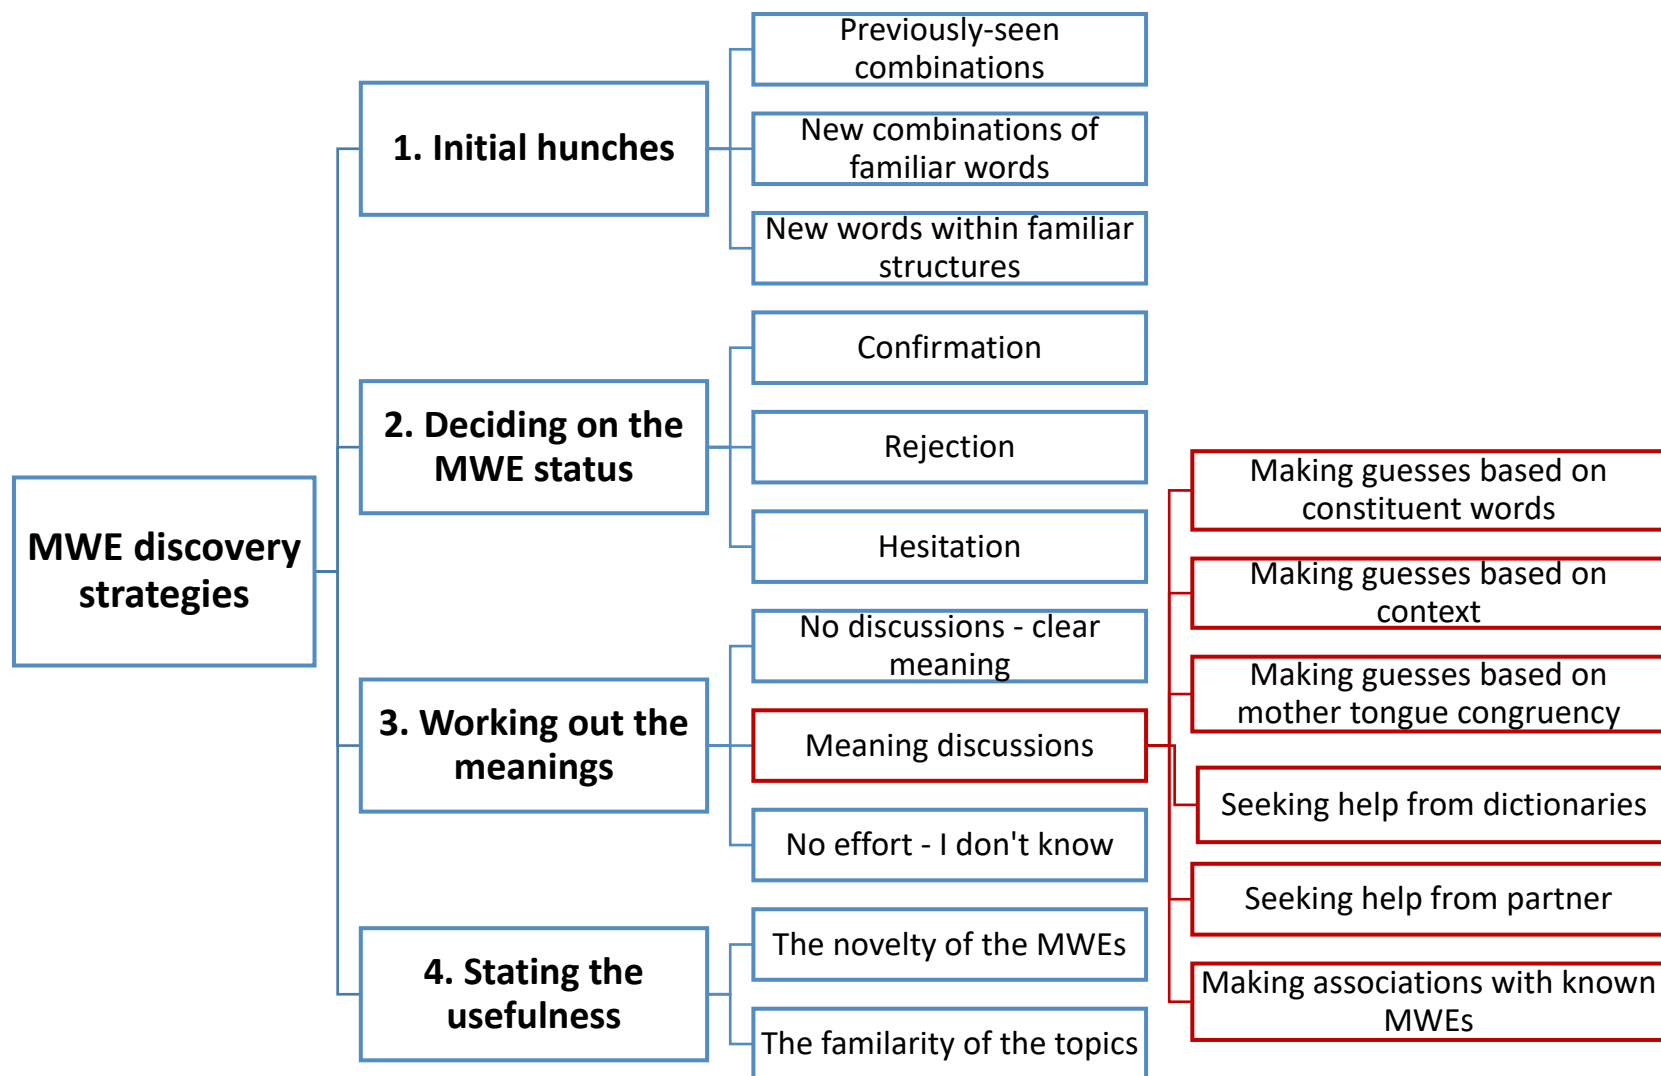 MWE discovery
strategies
1. Initial hunches
Previously-seen
combinations
New combinations of
familiar words
New words within familiar
structures
2. Deciding on the
MWE status
Confirmation
Rejection
Hesitation
3. Working out the
meanings
No discussions - clear
meaning
Meaning discussions
No effort - I don't know
Making guesses based on
constituent words
Making guesses based on
context
Making guesses based on
mother tongue congruency
Seeking help from dictionaries
Seeking help from partner
Making associations with known
MWEs
4. Stating the
usefulness
The novelty of the MWEs
The familarity of the topics